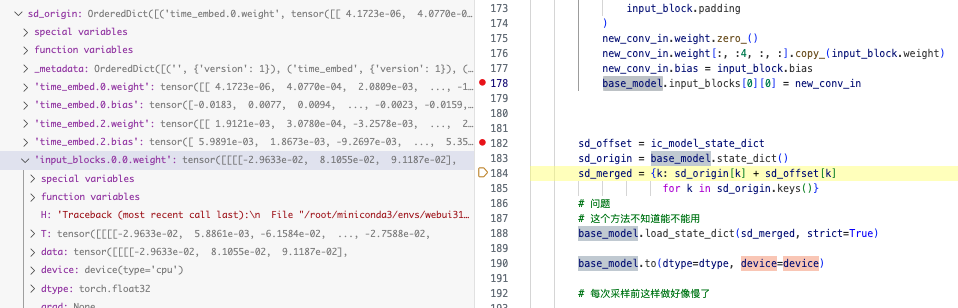 sd_origin: OrderedDict([('time_embed.0.weight', tensor([[ 4.1723e-06,  4.0770e-0…
special variables
function variables
_metadata: OrderedDict([('', {'version': 1}), ('time_embed', {'version': 1}), (…
'time_embed.0.weight': tensor([[ 4.1723e-06,  4.0770e-04,  2.0809e-03,  ..., -1…
'time_embed.0.bias': tensor([-0.0183,  0.0077,  0.0094,  ..., -0.0023, -0.0159,…
'time_embed.2.weight': tensor([[ 1.9121e-03,  3.0780e-04, -3.2578e-03,  ...,  2…
'time_embed.2.bias': tensor([ 5.9891e-03,  1.8673e-02, -9.2697e-03,  ...,  5.35…
'input_blocks.0.0.weight': tensor([[[[-2.9633e-02,  8.1055e-02,  9.1187e-02],
special variables
function variables
H: 'Traceback (most recent call last):\n  File "/root/miniconda3/envs/webui31…
T: tensor([[[[-2.9633e-02,  5.8861e-03, -6.1584e-02,  ..., -2.7588e-02,
data: tensor([[[[-2.9633e-02,  8.1055e-02,  9.1187e-02],
device: device(type='cpu')
dtype: torch.float32
grad: None
173 input_block.padding
174 )
175 new_conv_in.weight.zero_()
176 new_conv_in.weight[:, :4, :, :].copy_(input_block.weight)
177 new_conv_in.bias = input_block.bias
178 base_model.input_blocks[0][0] = new_conv_in
179
180
181
182 sd_offset = ic_model_state_dict
183 sd_origin = base_model.state_dict()
184 sd_merged = {k: sd_origin[k] + sd_offset[k]
185 for k in sd_origin.keys()}
186 # 问题
187 # 这个方法不知道能不能用
188 base_model.load_state_dict(sd_merged, strict=True)
189
190 base_model.to(dtype=dtype, device=device)
191
192 # 每次采样前这样做好像慢了